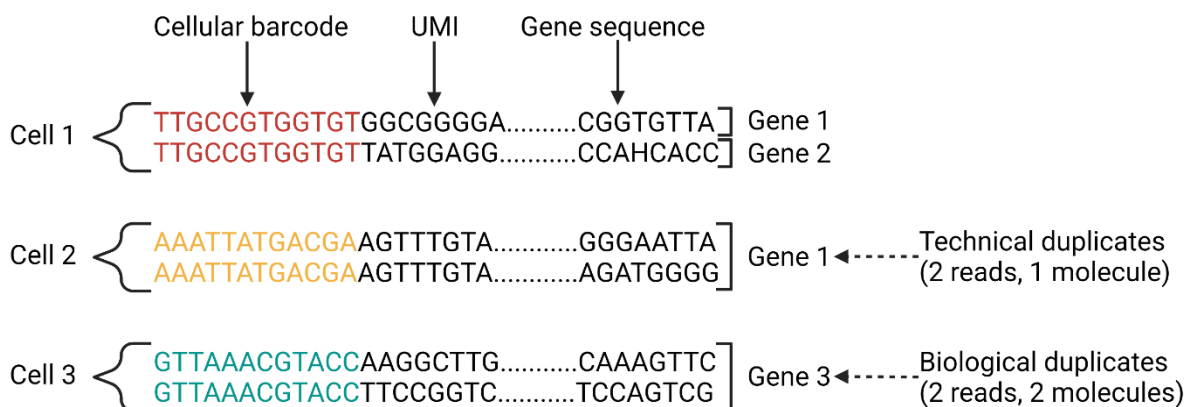 Cellular barcode UMI Gene sequence
Cell 1
TTGCCGTGGTGTGGCGGGGA..........CGGTGTTA Gene 1
TTGCCGTGGTGTTATGGAGG...........CCAHCACC Gene 2
Cell 2
AAATTATGACGAAGTTTGTA............GGGAATTA
AAATTATGACGAAGTTTGTA............AGATGGGG
Gene 1
Technical duplicates
(2 reads, 1 molecule)
Cell 3
GTTAAACGTACCAAGGCTTG...........CAAAGTTC
GTTAAACGTACCTTCCGGTC...........TCCAGTCG
Gene 3
Biological duplicates
(2 reads, 2 molecules)